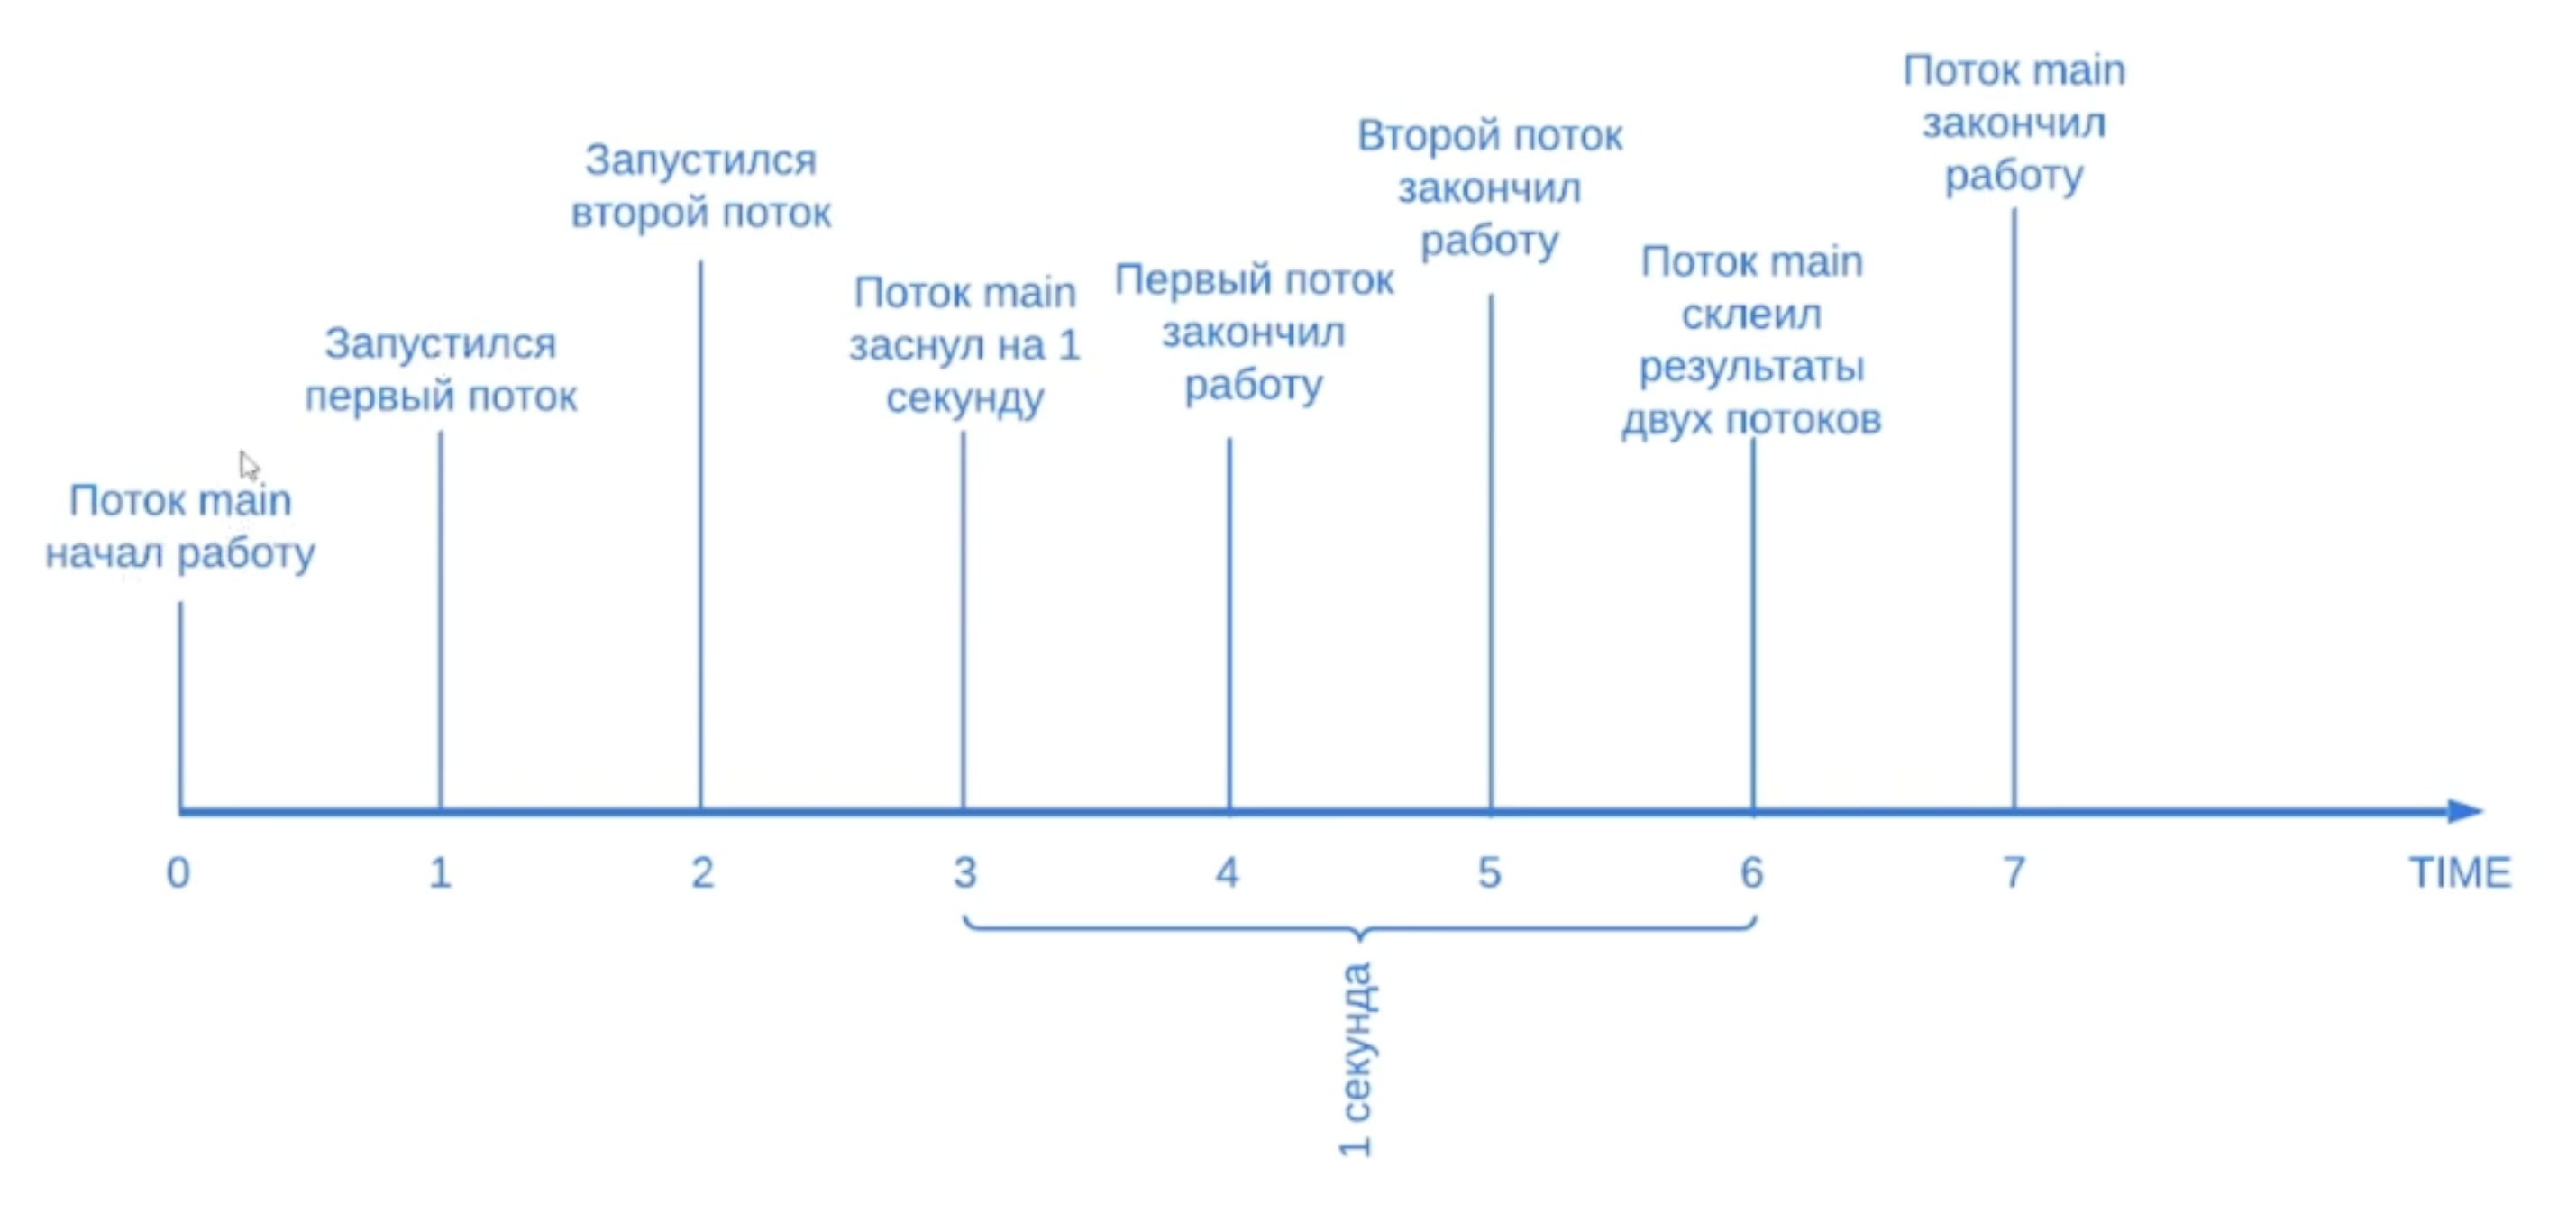 Поток main
начал работу
Запустился
первый поток
Запустился
второй поток
Поток main
заснул на 1
секунду
Первый поток
закончил
работу
Второй поток
закончил
работу
Поток main
склеил
результаты
двух потоков
Поток main
закончил
работу
0 1 2 3 4 5 6 7 TIME
1 секунда